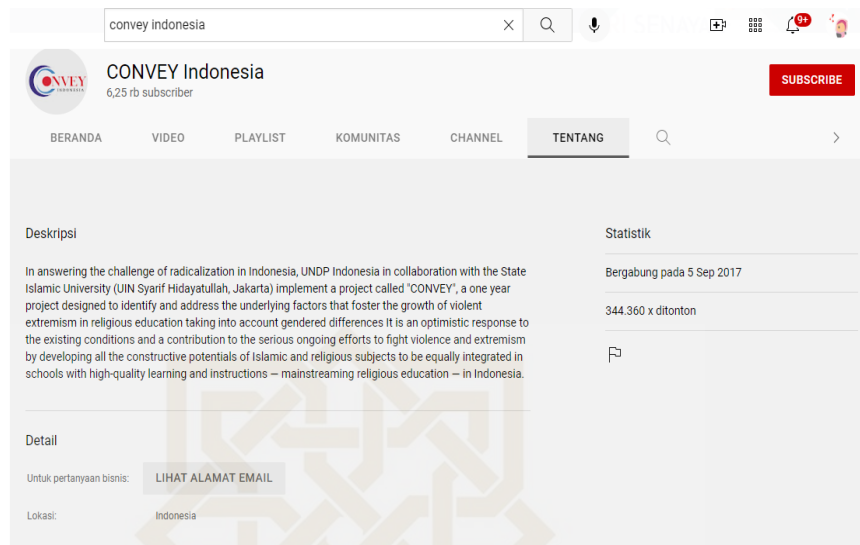 convey indonesia
9+
CONVEY
INDONESIA
CONVEY Indonesia
6,25 rb subscriber
SUBSCRIBE
BERANDA VIDEO PLAYLIST KOMUNITAS CHANNEL TENTANG
Deskripsi
In answering the challenge of radicalization in Indonesia, UNDP Indonesia in collaboration with the State
Islamic University (UIN Syarif Hidayatullah, Jakarta) implement a project called "CONVEY", a one year
project designed to identify and address the underlying factors that foster the growth of violent
extremism in religious education taking into account gendered differences It is an optimistic response to
the existing conditions and a contribution to the serious ongoing efforts to fight violence and extremism
by developing all the constructive potentials of Islamic and religious subjects to be equally integrated in
schools with high-quality learning and instructions — mainstreaming religious education — in Indonesia.
Statistik
Bergabung pada 5 Sep 2017
344.360 x ditonton
Detail
Untuk pertanyaan bisnis: LIHAT ALAMAT EMAIL
Lokasi: Indonesia